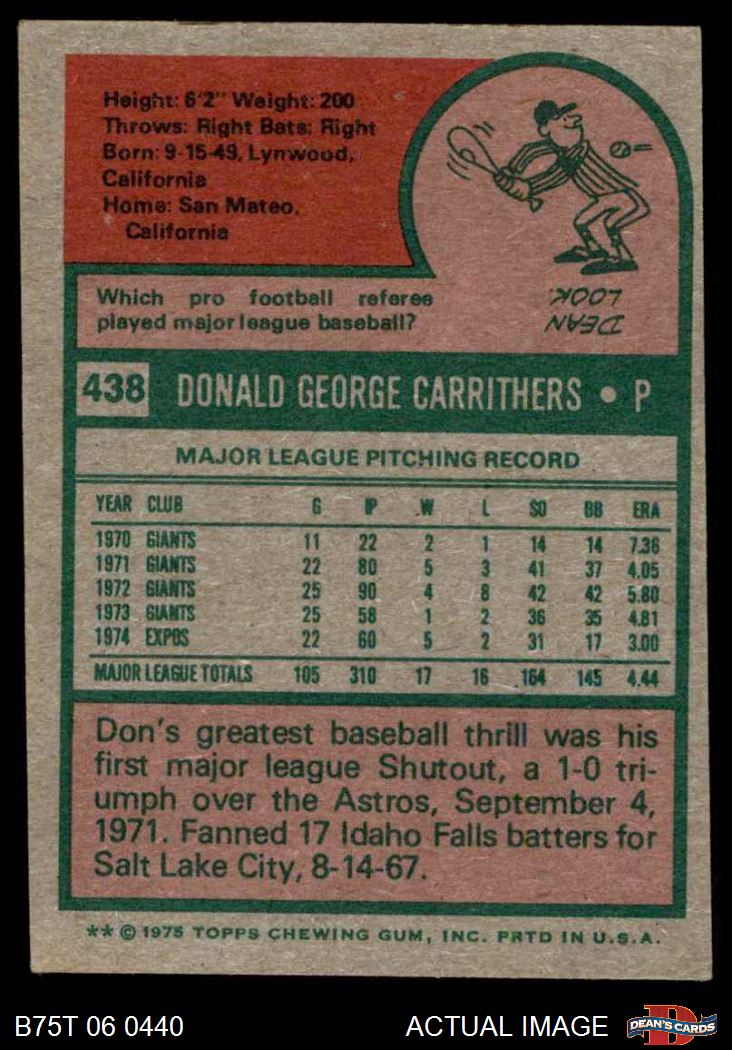 Height: 6'2" Weight: 200
Throws: Right Bats: Right
Born: 9-15-49, Lynwood,
California
Home: San Mateo,
California
Which pro football referee
played major league baseball?
DEAN
LOOK.
438 DONALD GEORGE CARRITHERS • P
MAJOR LEAGUE PITCHING RECORD
YEAR CLUB G IP W L SO BB ERA
1970 GIANTS 11 22 2 1 14 14 7.36
1971 GIANTS 22 80 5 3 41 37 4.05
1972 GIANTS 25 90 4 8 42 42 5.80
1973 GIANTS 25 58 1 2 36 35 4.81
1974 EXPOS 22 60 5 2 31 17 3.00
MAJOR LEAGUE TOTALS 105 310 17 16 164 145 4.44
Don's greatest baseball thrill was his
first major league Shutout, a 1-0 tri-
umph over the Astros, September 4,
1971. Fanned 17 Idaho Falls batters for
Salt Lake City, 8-14-67.
** © 1975 TOPPS CHEWING GUM, INC. PRTD IN U.S.A.
B75T 06 0440 ACTUAL IMAGE D DEAN'S CARDS